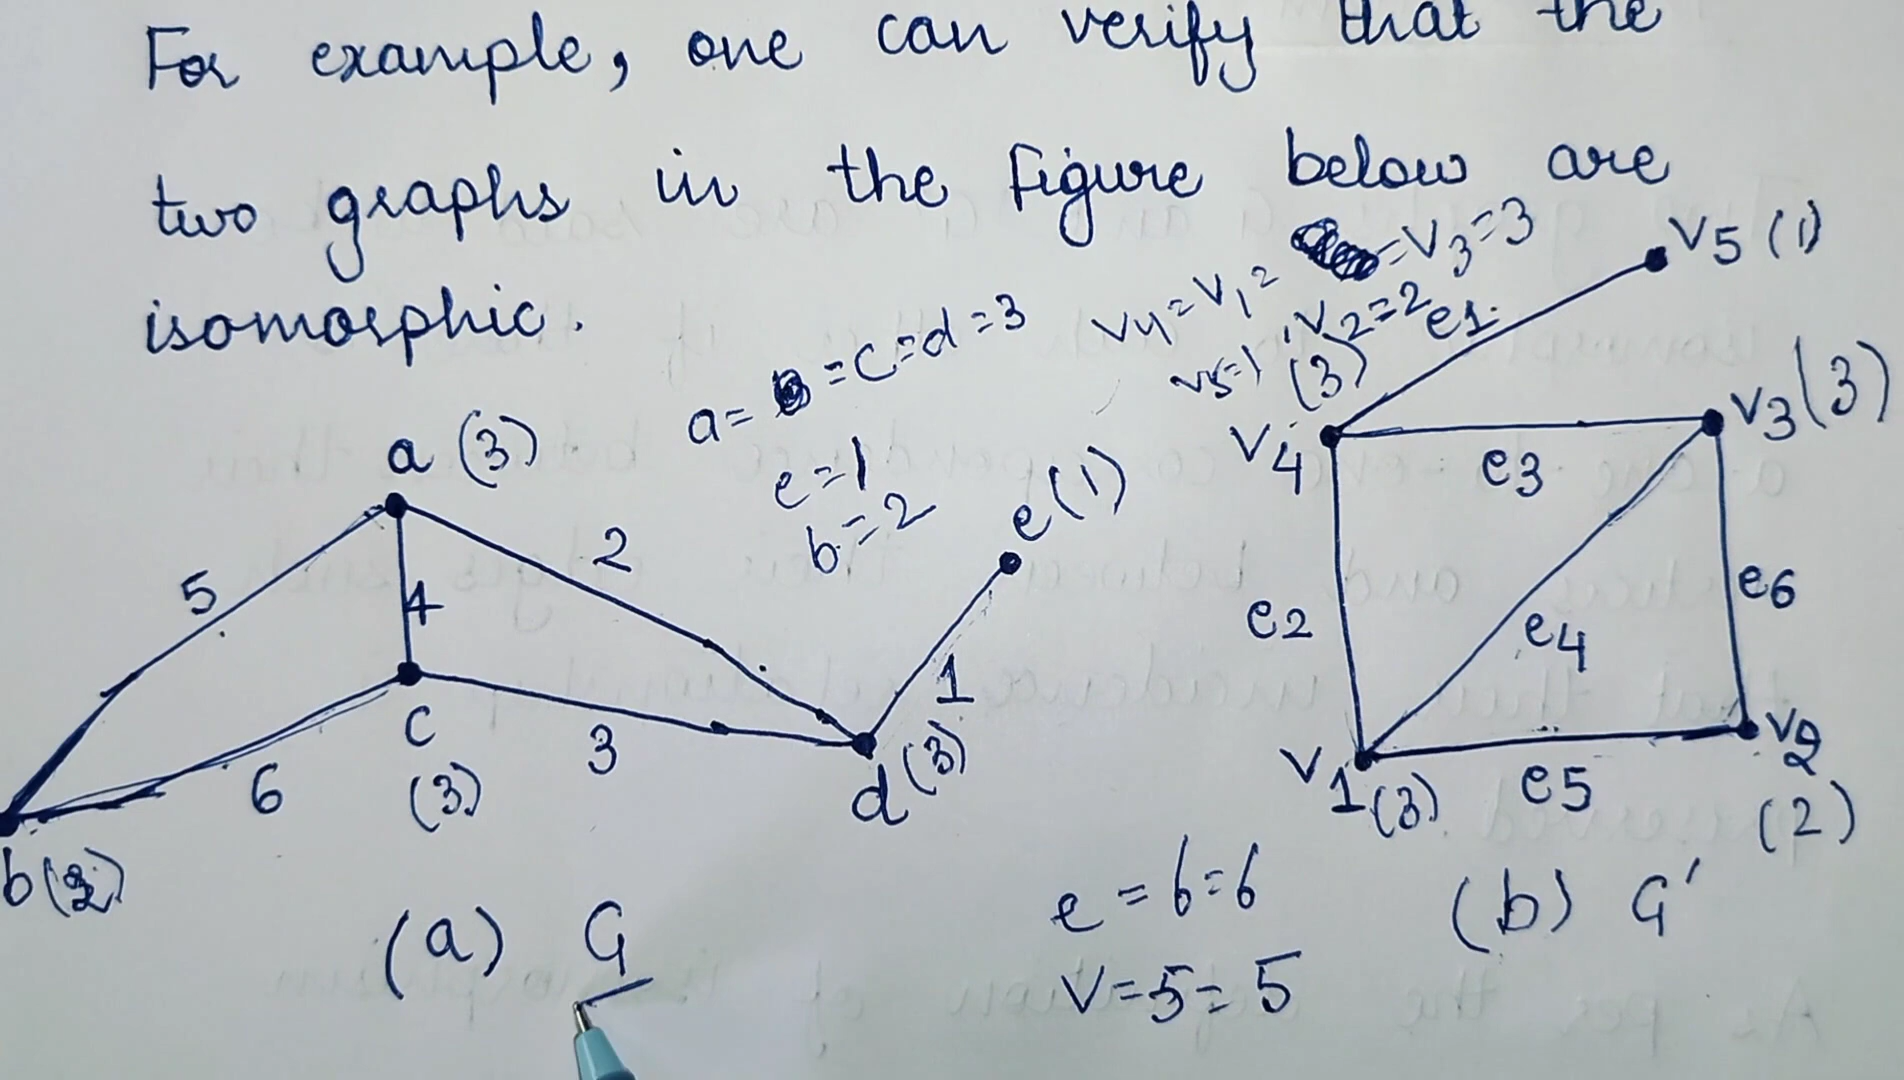 For example, one can verify that the
two graphs in the figure below are
isomorphic.
a = = c = d = 3
e = 1
b = 2
v4 = v1 =
= v3 = 3
v5 = 1, v2 = 2
a (3)
b (2)
c
(3)
d (3)
e (1)
5
4
2
6
3
1
(a) G
v5 (1)
e1
(3)
v4
v3 (3)
e3
e2
e4
e6
v1 (3)
e5
v2
(2)
(b) G'
e = 6 = 6
V = 5 = 5